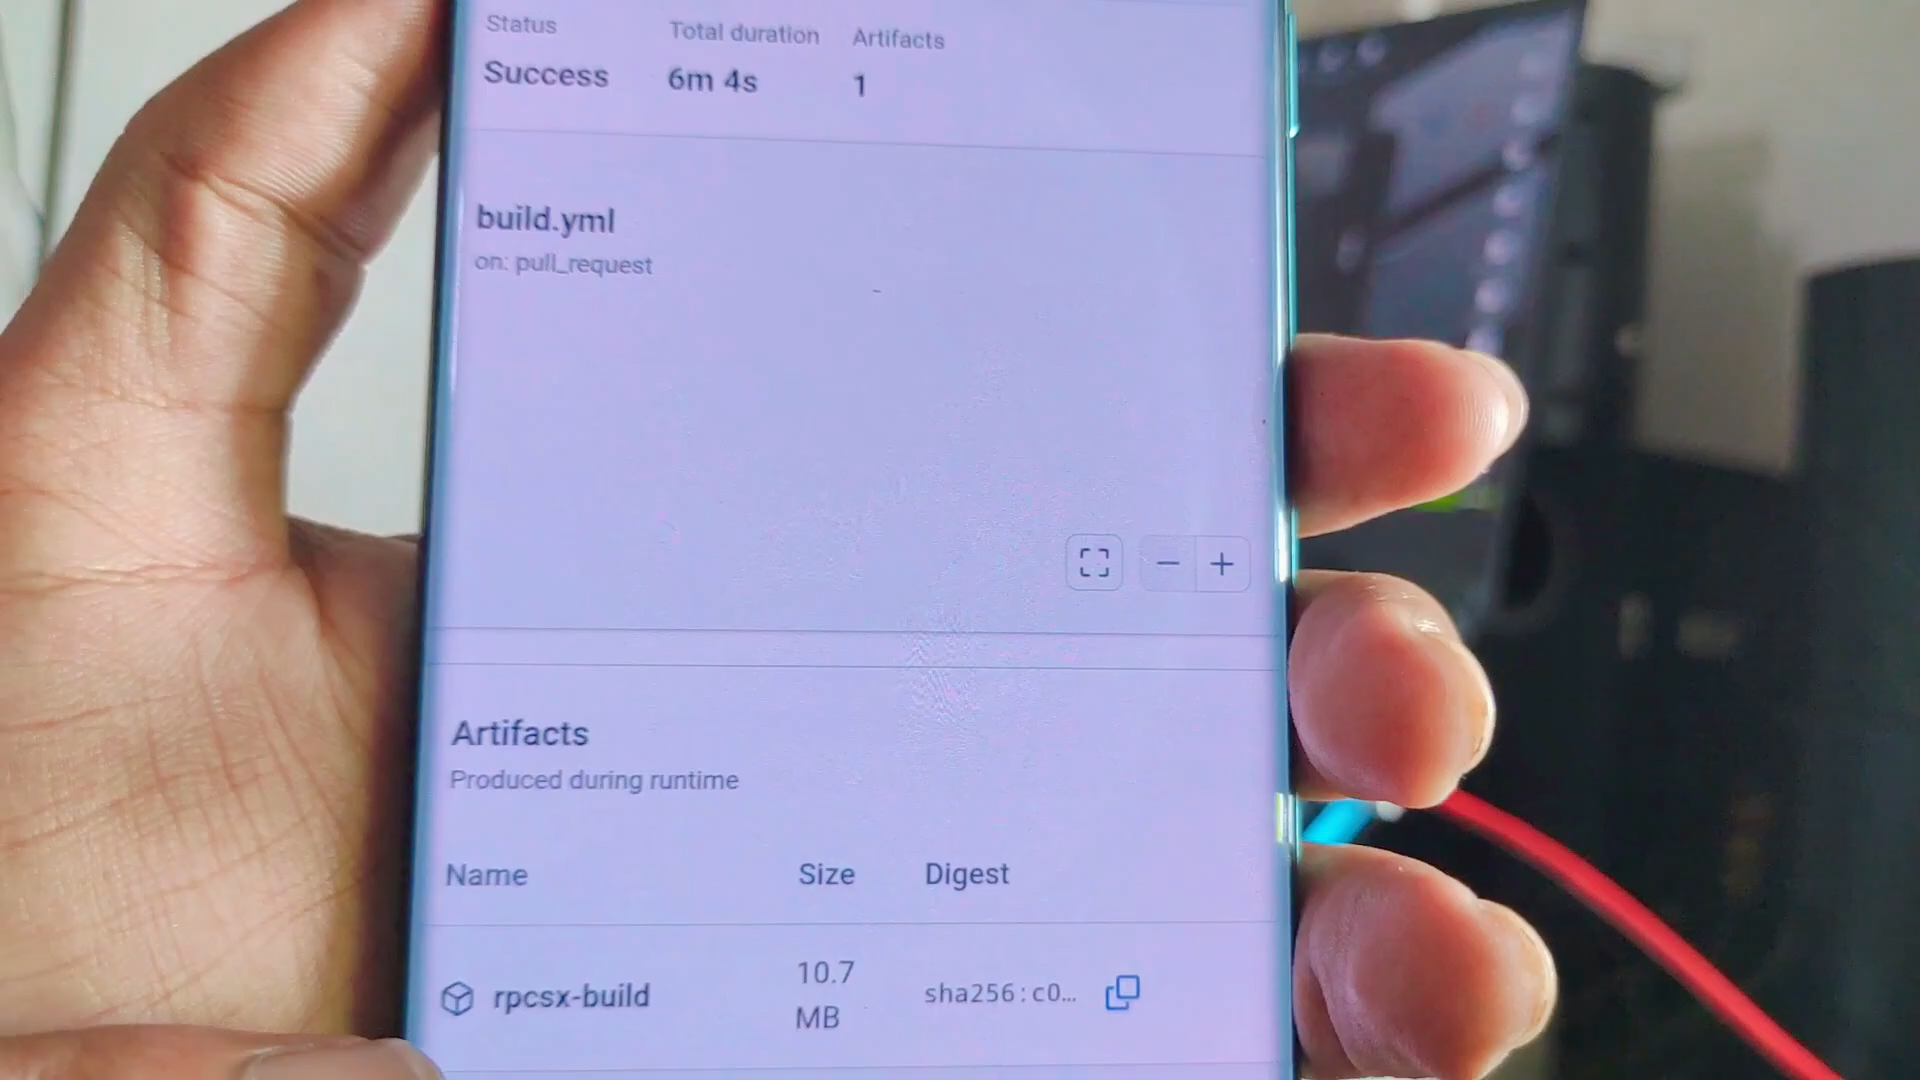 Status Total duration Artifacts
Success 6m 4s 1
build.yml
on: pull_request
Artifacts
Produced during runtime
Name Size Digest
rpcsx-build 10.7 MB sha256:c0...